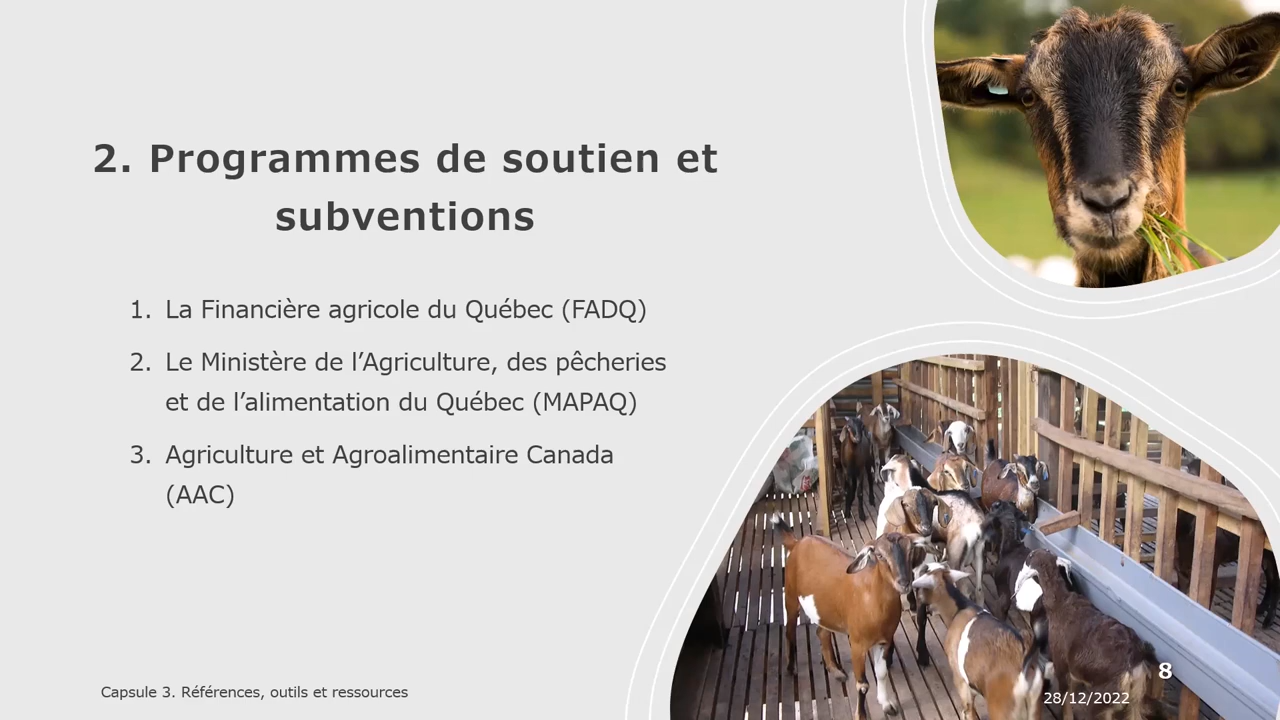 2. Programmes de soutien et
subventions
1. La Financière agricole du Québec (FADQ)
2. Le Ministère de l’Agriculture, des pêcheries
et de l’alimentation du Québec (MAPAQ)
3. Agriculture et Agroalimentaire Canada
(AAC)
Capsule 3. Références, outils et ressources
8
28/12/2022